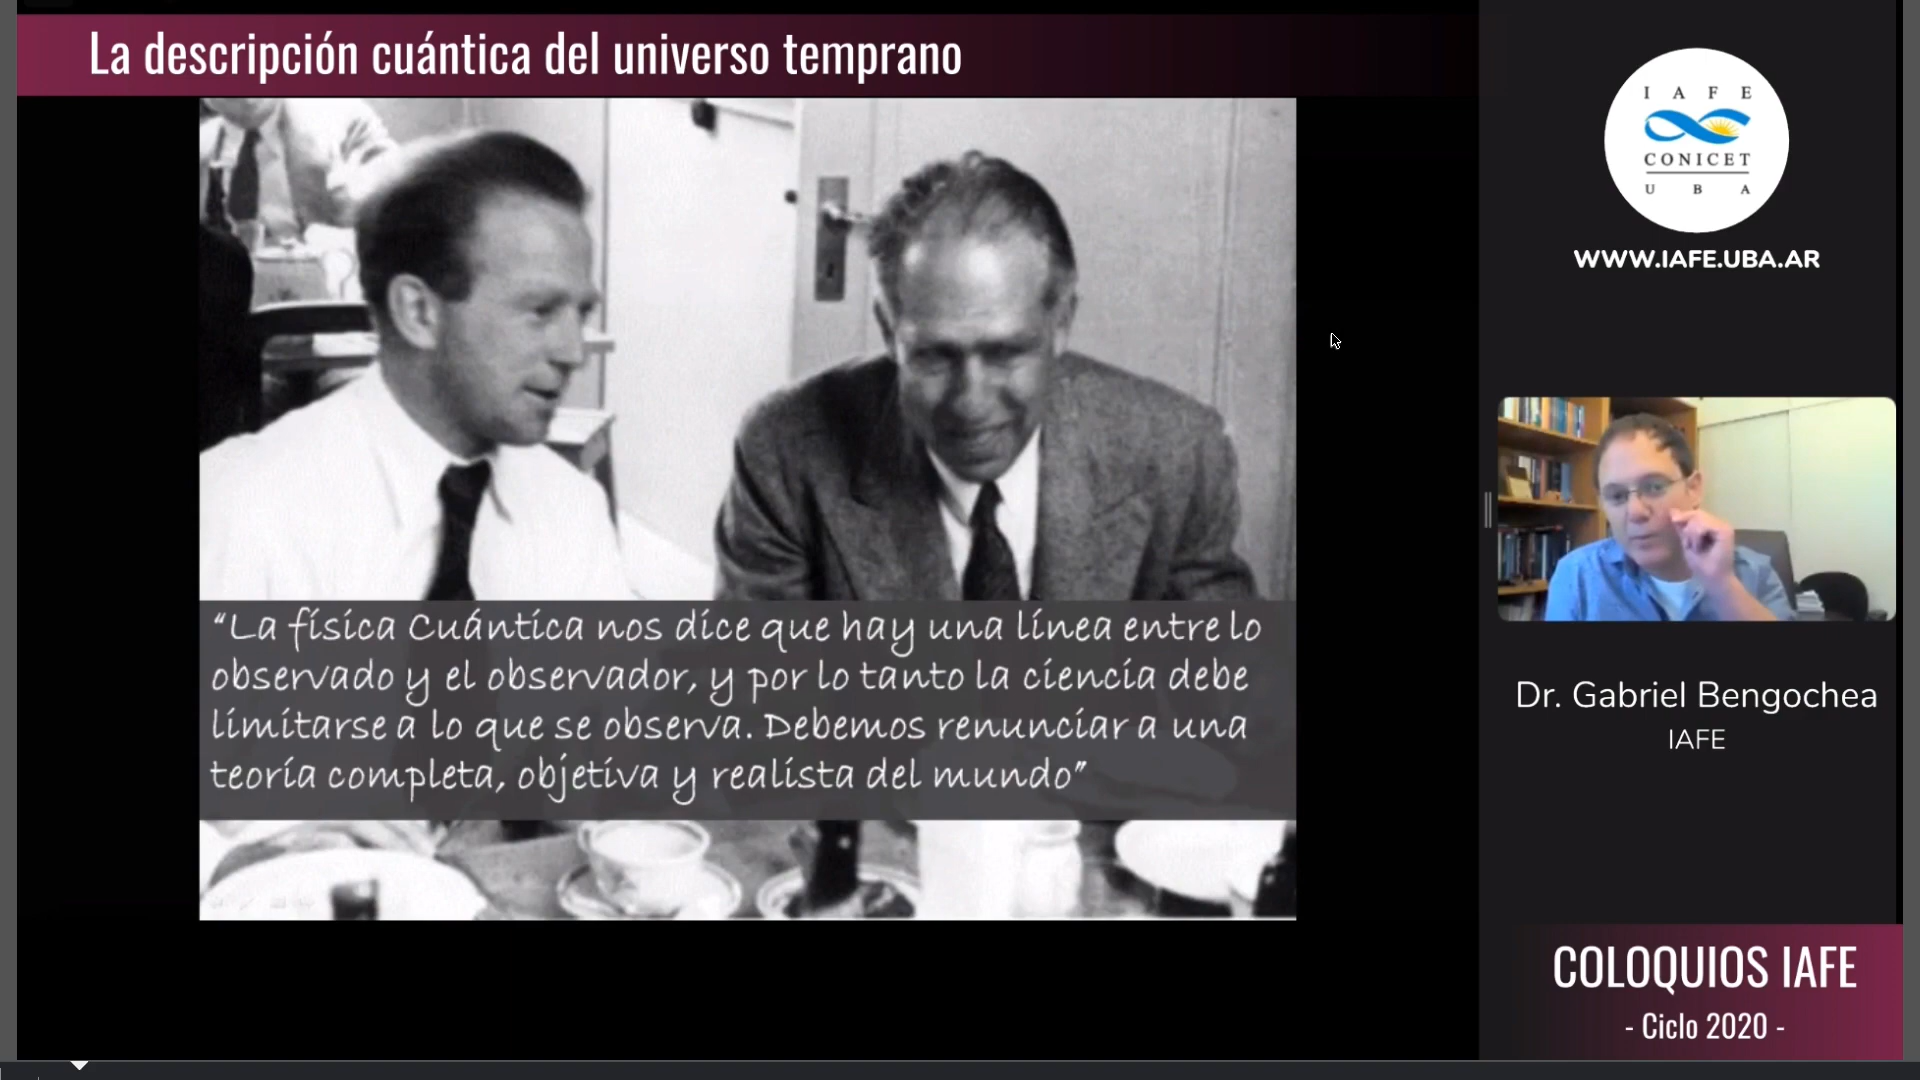 La descripción cuántica del universo temprano
“La física Cuántica nos dice que hay una línea entre lo
observado y el observador, y por lo tanto la ciencia debe
limitarse a lo que se observa. Debemos renunciar a una
teoría completa, objetiva y realista del mundo”
IAFE
CONICET
UBA
WWW.IAFE.UBA.AR
Dr. Gabriel Bengochea
IAFE
COLOQUIOS IAFE
- Ciclo 2020 -